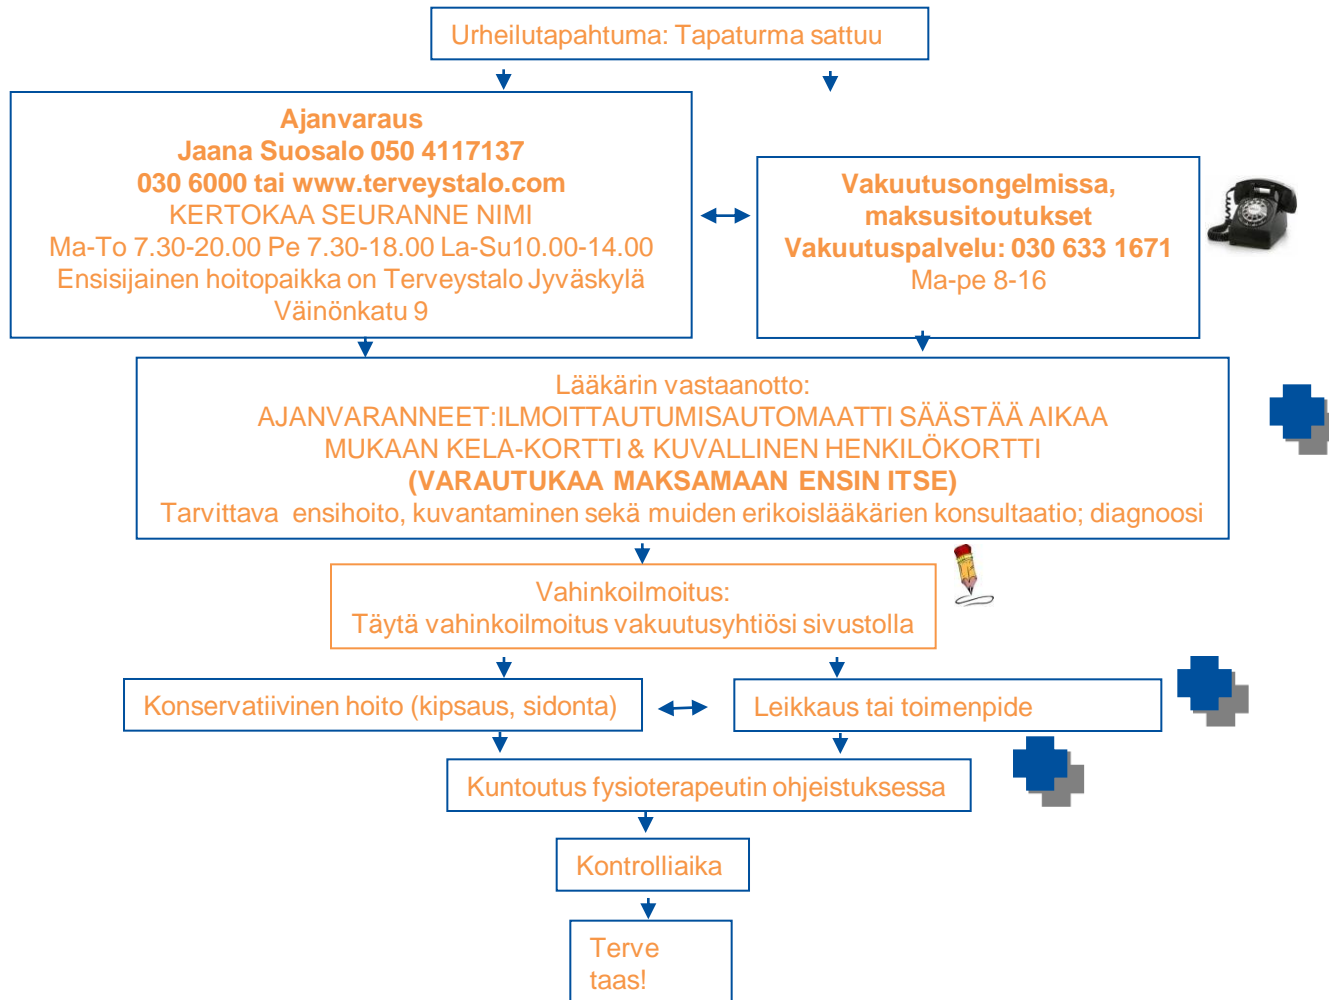 Urheilutapahtuma: Tapaturma sattuu
Ajanvaraus
Jaana Suosalo 050 4117137
030 6000 tai www.terveystalo.com
KERTOKAA SEURANNE NIMI
Ma-To 7.30-20.00 Pe 7.30-18.00 La-Su10.00-14.00
Ensisijainen hoitopaikka on Terveystalo Jyväskylä
Väinönkatu 9
Vakuutusongelmissa,
maksusitoutukset
Vakuutuspalvelu: 030 633 1671
Ma-pe 8-16
Lääkärin vastaanotto:
AJANVARANNEET:ILMOITTAUTUMISAUTOMAATTI SÄÄSTÄÄ AIKAA
MUKAAN KELA-KORTTI & KUVALLINEN HENKILÖKORTTI
(VARAUTUKAA MAKSAMAAN ENSIN ITSE)
Tarvittava ensihoito, kuvantaminen sekä muiden erikoislääkärien konsultaatio; diagnoosi
Vahinkoilmoitus:
Täytä vahinkoilmoitus vakuutusyhtiösi sivustolla
Konservatiivinen hoito (kipsaus, sidonta)
Leikkaus tai toimenpide
Kuntoutus fysioterapeutin ohjeistuksessa
Kontrolliaika
Terve
taas!